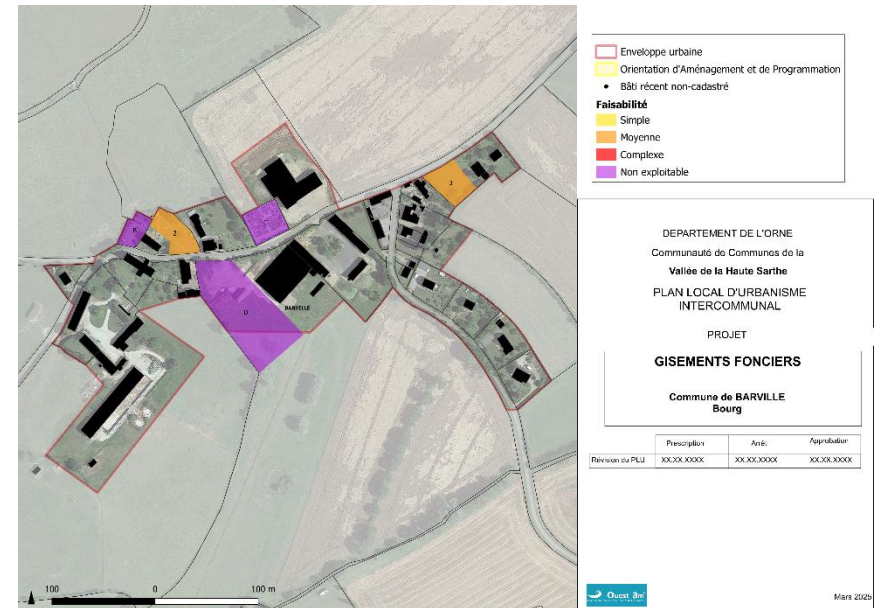 Enveloppe urbaine
Orientation d'Aménagement et de Programmation
Bâti récent non-cadastré
Faisabilité
Simple
Moyenne
Complexe
Non exploitable
2
BARVILLE
100 0 100 m
DEPARTEMENT DE L'ORNE
Communauté de Communes de la
Vallée de la Haute Sarthe
PLAN LOCAL D'URBANISME
INTERCOMMUNAL
PROJET
GISEMENTS FONCIERS
Commune de BARVILLE
Bourg
Prescription Arrêt Approbation
Révision du PLU XX.XX.XXXX XX.XX.XXXX XX.XX.XXXX
Ouest am'
Mars 2025